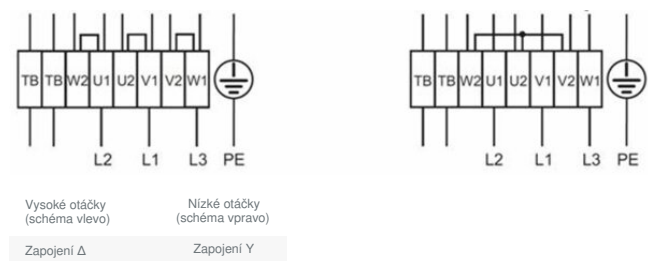 TB TB W2 U1 U2 V1 V2 W1
L2 L1 L3 PE
TB TB W2 U1 U2 V1 V2 W1
L2 L1 L3 PE
Vysoké otáčky
(schéma vlevo)
Nízké otáčky
(schéma vpravo)
Zapojení Δ
Zapojení Y